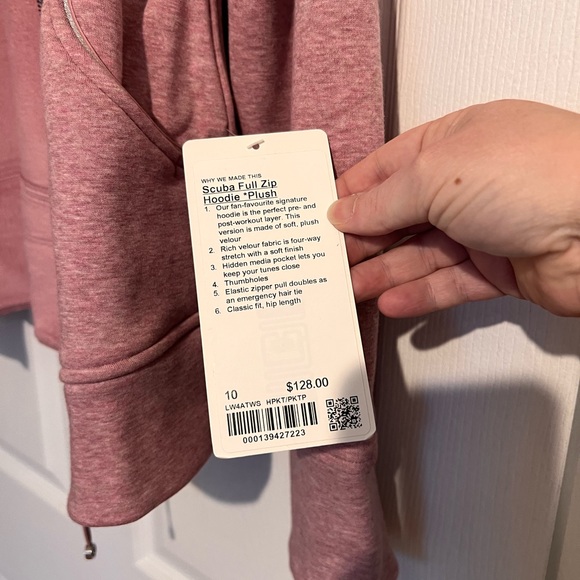 WHY WE MADE THIS
Scuba Full Zip
Hoodie *Plush
1. Our fan-favourite signature
hoodie is the perfect pre- and
post-workout layer. This
version is made of soft, plush
velour
2. Rich velour fabric is four-way
stretch with a soft finish
3. Hidden media pocket lets you
keep your tunes close
4. Thumbholes
5. Elastic zipper pull doubles as
an emergency hair tie
6. Classic fit, hip length
10 $128.00
LW4ATWS HPKT/PKTP
000139427223